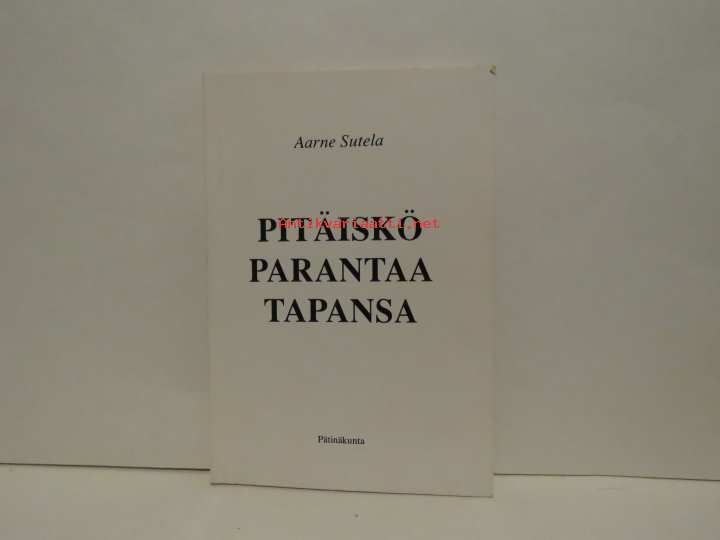 Aarne Sutela
PITÄISKÖ
Antikvariaatti.net
PARANTAA
TAPANSA
Pätinäkunta